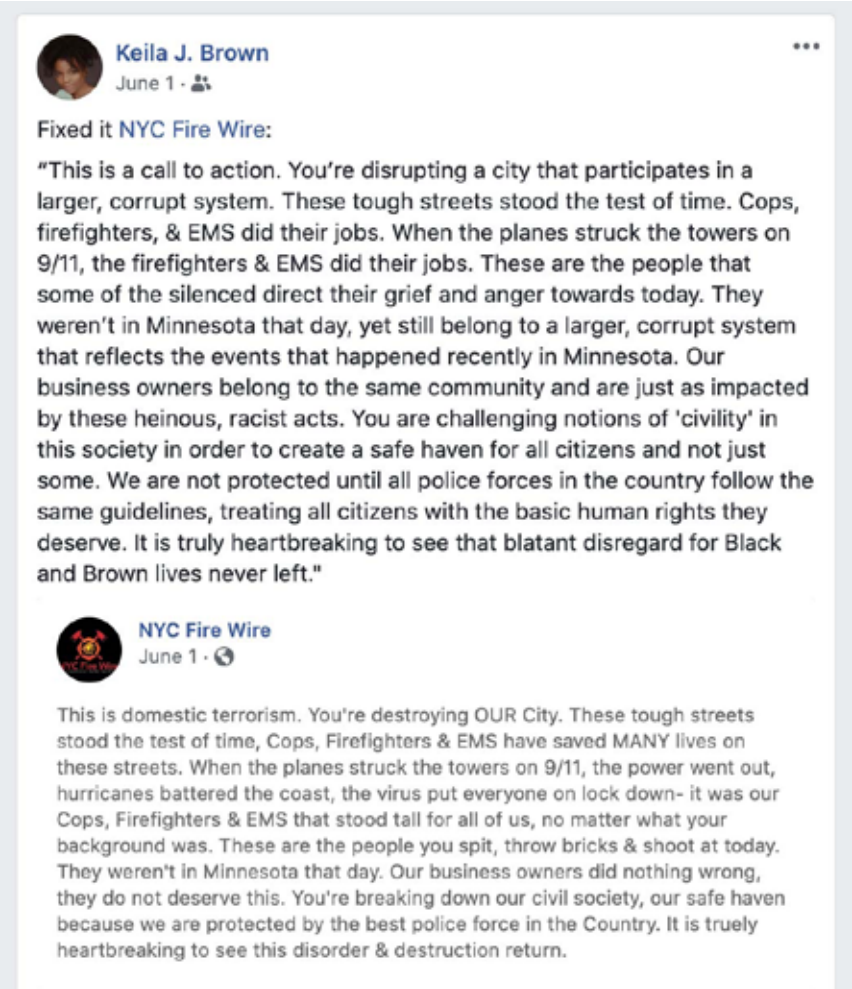 Keila J. Brown
June 1 ·
Fixed it NYC Fire Wire:
“This is a call to action. You’re disrupting a city that participates in a
larger, corrupt system. These tough streets stood the test of time. Cops,
firefighters, & EMS did their jobs. When the planes struck the towers on
9/11, the firefighters & EMS did their jobs. These are the people that
some of the silenced direct their grief and anger towards today. They
weren’t in Minnesota that day, yet still belong to a larger, corrupt system
that reflects the events that happened recently in Minnesota. Our
business owners belong to the same community and are just as impacted
by these heinous, racist acts. You are challenging notions of 'civility' in
this society in order to create a safe haven for all citizens and not just
some. We are not protected until all police forces in the country follow the
same guidelines, treating all citizens with the basic human rights they
deserve. It is truly heartbreaking to see that blatant disregard for Black
and Brown lives never left."
NYC Fire Wire
NYC Fire Wire
June 1 ·
This is domestic terrorism. You're destroying OUR City. These tough streets
stood the test of time, Cops, Firefighters & EMS have saved MANY lives on
these streets. When the planes struck the towers on 9/11, the power went out,
hurricanes battered the coast, the virus put everyone on lock down- it was our
Cops, Firefighters & EMS that stood tall for all of us, no matter what your
background was. These are the people you spit, throw bricks & shoot at today.
They weren't in Minnesota that day. Our business owners did nothing wrong,
they do not deserve this. You're breaking down our civil society, our safe haven
because we are protected by the best police force in the Country. It is truely
heartbreaking to see this disorder & destruction return.